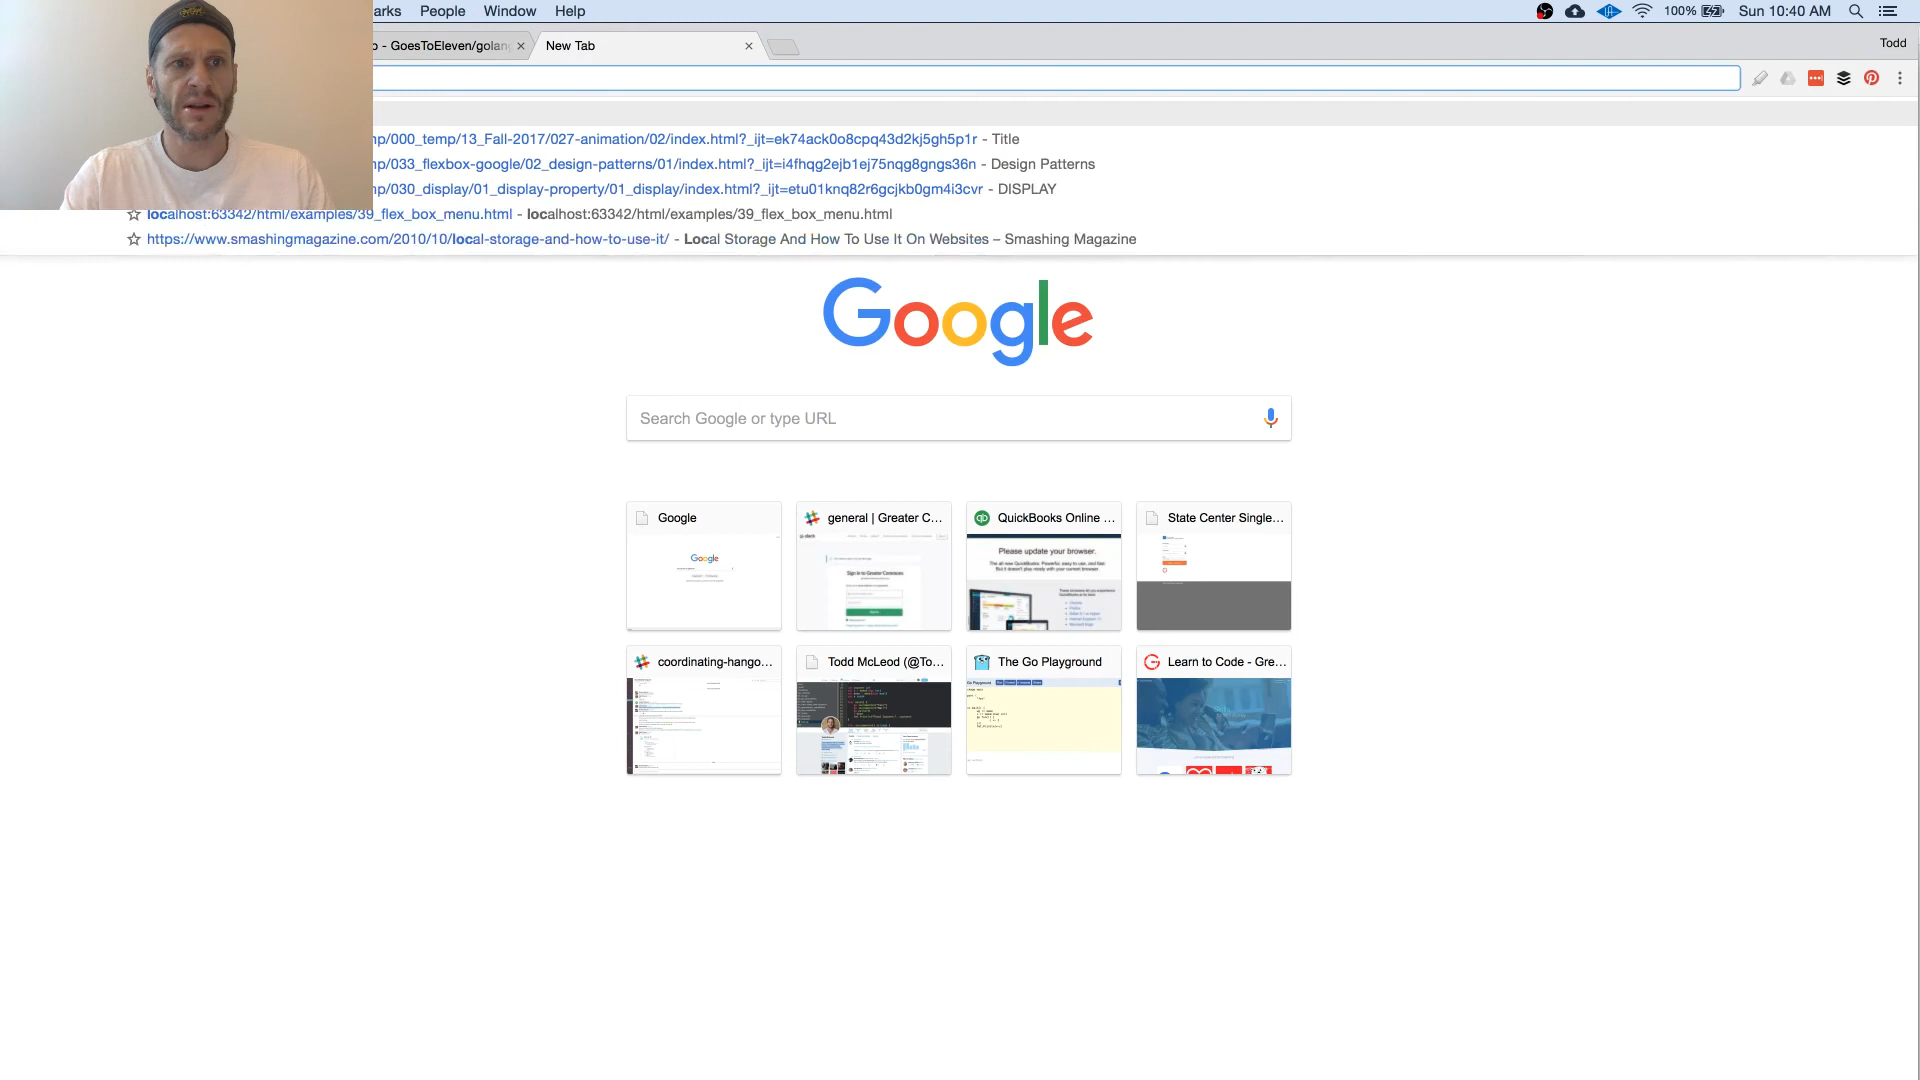 arks People Window Help 100% Sun 10:40 AM
o - GoesToEleven/golang New Tab Todd
np/000_temp/13_Fall-2017/027-animation/02/index.html?_ijt=ek74ack0o8cpq43d2kj5gh5p1r - Title
np/033_flexbox-google/02_design-patterns/01/index.html?_ijt=i4fhqg2ejb1ej75nqg8gngs36n - Design Patterns
np/030_display/01_display-property/01_display/index.html?_ijt=etu01knq82r6gcjkb0gm4i3cvr - DISPLAY
localhost:63342/html/examples/39_flex_box_menu.html - localhost:63342/html/examples/39_flex_box_menu.html
https://www.smashingmagazine.com/2010/10/local-storage-and-how-to-use-it/ - Local Storage And How To Use It On Websites – Smashing Magazine
Google
Search Google or type URL
Google general | Greater C... QuickBooks Online ... State Center Single...
Google
Please update your browser.
Sign in to Greater Commons
coordinating-hango... Todd McLeod (@To... The Go Playground Learn to Code - Gre...